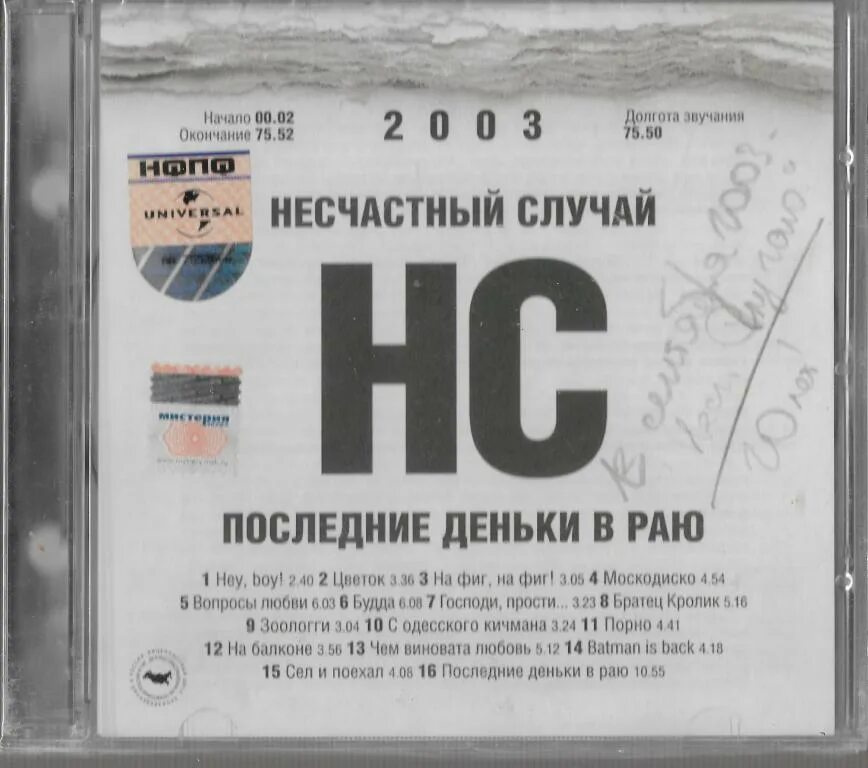 Начало 00.02
Окончание 75.52
2003
Долгота звучания
75.50
НСПС
UNIVERSAL
НЕСЧАСТНЫЙ СЛУЧАЙ
НС
мистерия
ПОСЛЕДНИЕ ДЕНЬКИ В РАЮ
1 Hey, boy! 2.40 2 Цветок 3.36 3 На фиг, на фиг! 3.05 4 Москодиско 4.54
5 Вопросы любви 6.03 6 Будда 6.08 7 Господи, прости... 3.23 8 Братец Кролик 5.16
9 Зоологги 3.04 10 С одесского кичмана 3.24 11 Порно 4.41
12 На балконе 3.56 13 Чем виновата любовь 5.12 14 Batman is back 4.18
15 Сел и поехал 4.08 16 Последние деньки в раю 10.55
В сентября 2003
20 лет!